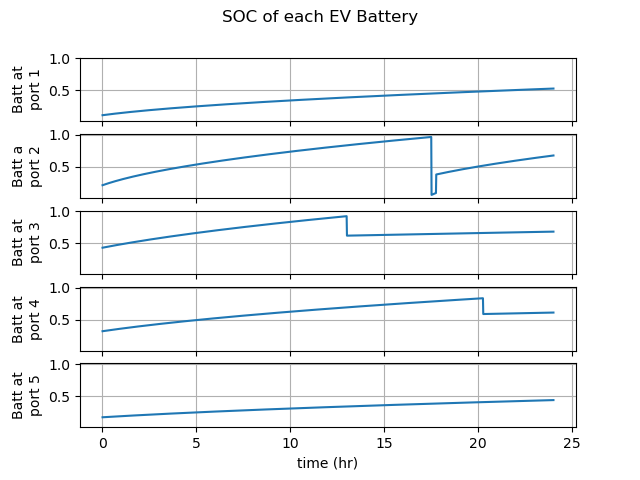 SOC of each EV Battery
Batt at
port 1
1.0
0.5
Batt a
port 2
1.0
0.5
Batt at
port 3
1.0
0.5
Batt at
port 4
1.0
0.5
Batt at
port 5
1.0
0.5
0 5 10 15 20 25
time (hr)